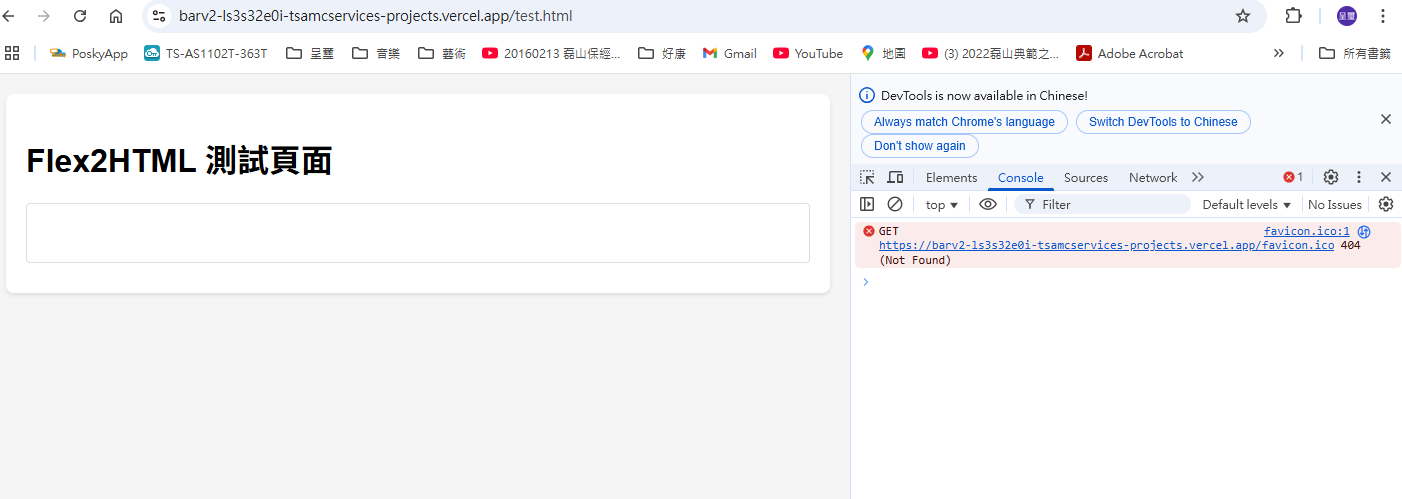 barv2-ls3s32e0i-tsamcservices-projects.vercel.app/test.html
呈璽
PoskyApp TS-AS1102T-363T 呈璽 音樂 藝術 20160213 磊山保經... 好康 Gmail YouTube 地圖 (3) 2022磊山典範之... Adobe Acrobat » 所有書籤
Flex2HTML 測試頁面
DevTools is now available in Chinese!
Always match Chrome's language Switch DevTools to Chinese
Don't show again
Elements Console Sources Network » 1
top Filter Default levels No Issues
GET favicon.ico:1
https://barv2-ls3s32e0i-tsamcservices-projects.vercel.app/favicon.ico 404
(Not Found)